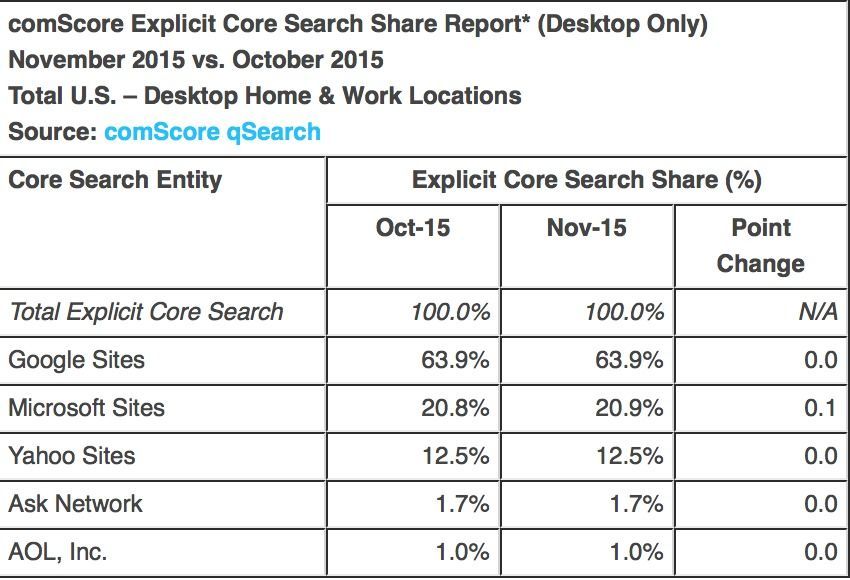 comScore Explicit Core Search Share Report* (Desktop Only)
November 2015 vs. October 2015
Total U.S. – Desktop Home & Work Locations
Source: comScore qSearch
Core Search Entity Explicit Core Search Share (%)
Oct-15 Nov-15 Point
Change
Total Explicit Core Search 100.0% 100.0% N/A
Google Sites 63.9% 63.9% 0.0
Microsoft Sites 20.8% 20.9% 0.1
Yahoo Sites 12.5% 12.5% 0.0
Ask Network 1.7% 1.7% 0.0
AOL, Inc. 1.0% 1.0% 0.0